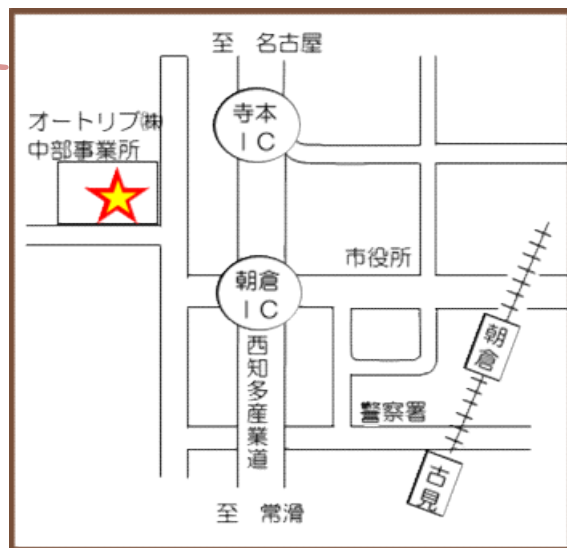 至 名古屋
寺本
IC
オートリブ㈱
中部事業所
市役所
朝倉
IC
朝倉
西知多産業道
警察署
古見
至 常滑